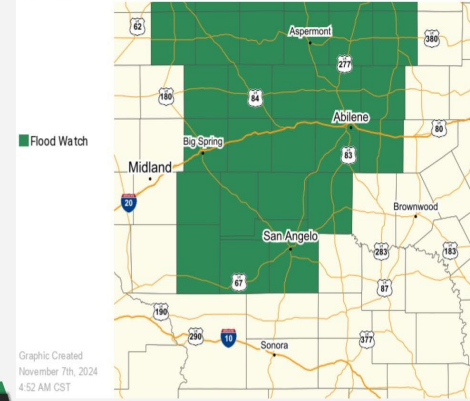 62
Aspermont
380
277
180
84
Abilene
80
Flood Watch
Big Spring
83
Midland
20
Brownwood
San Angelo
283
183
67
87
190
290
10
377
Sonora
Graphic Created
November 7th, 2024
4:52 AM CST